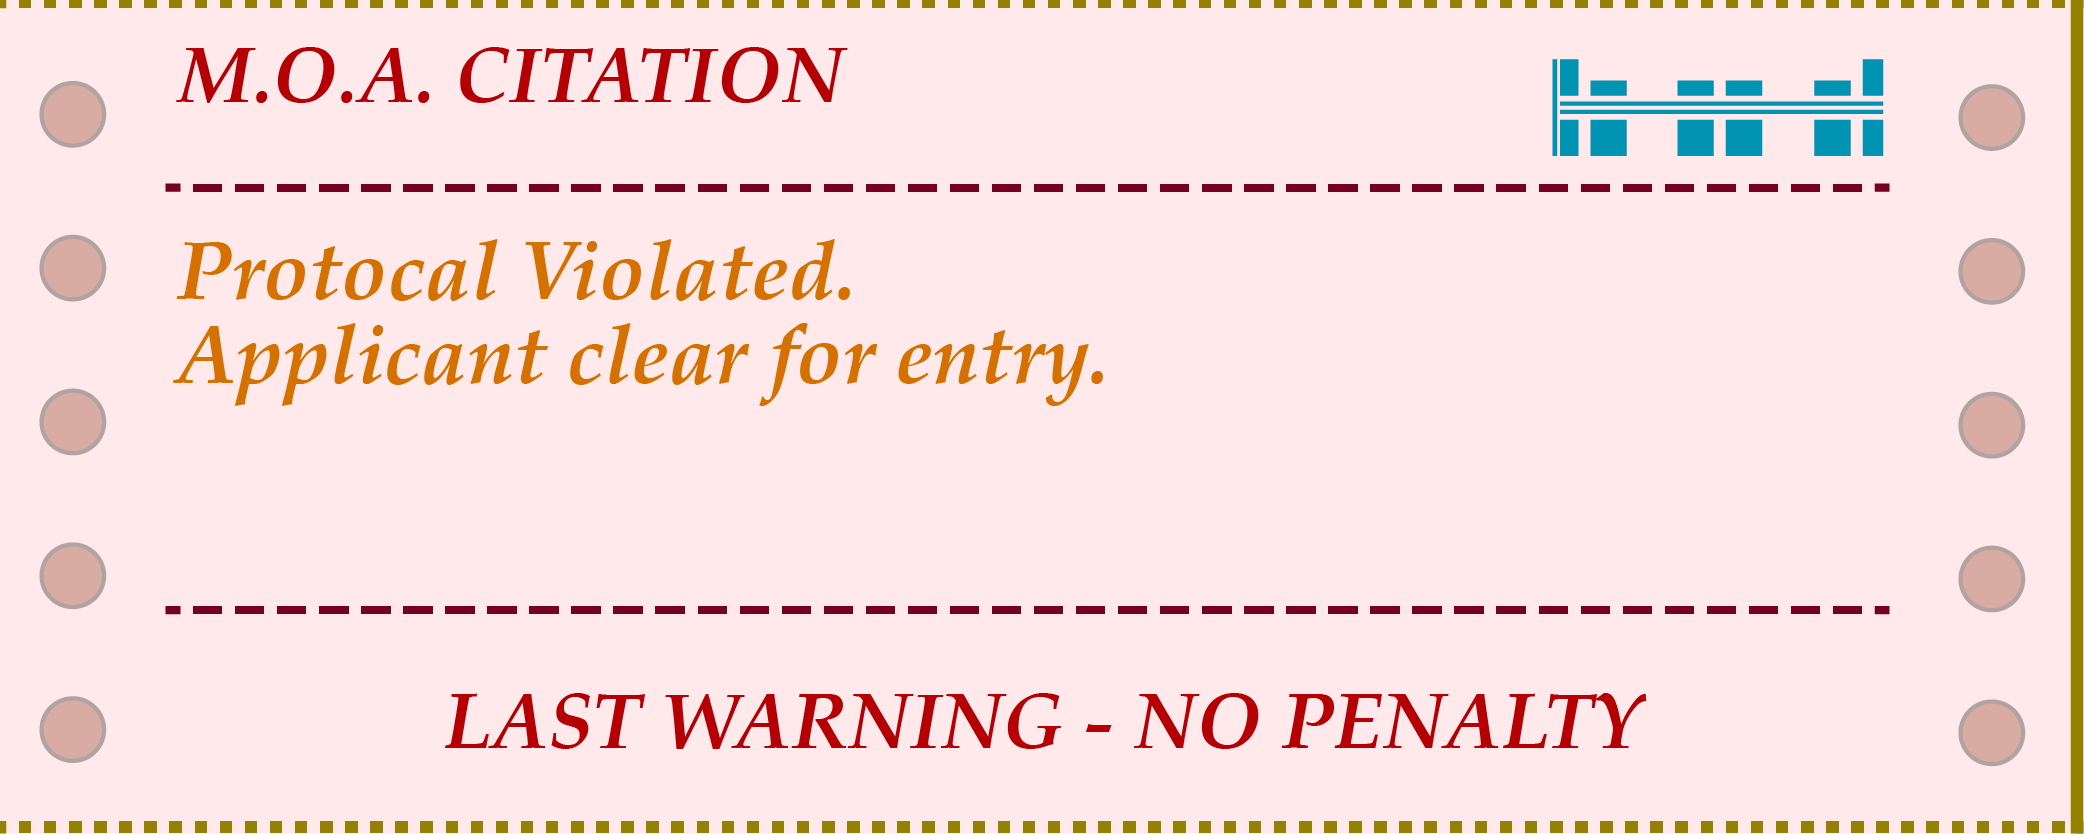 M.O.A. CITATION
Protocal Violated.
Applicant clear for entry.
LAST WARNING - NO PENALTY